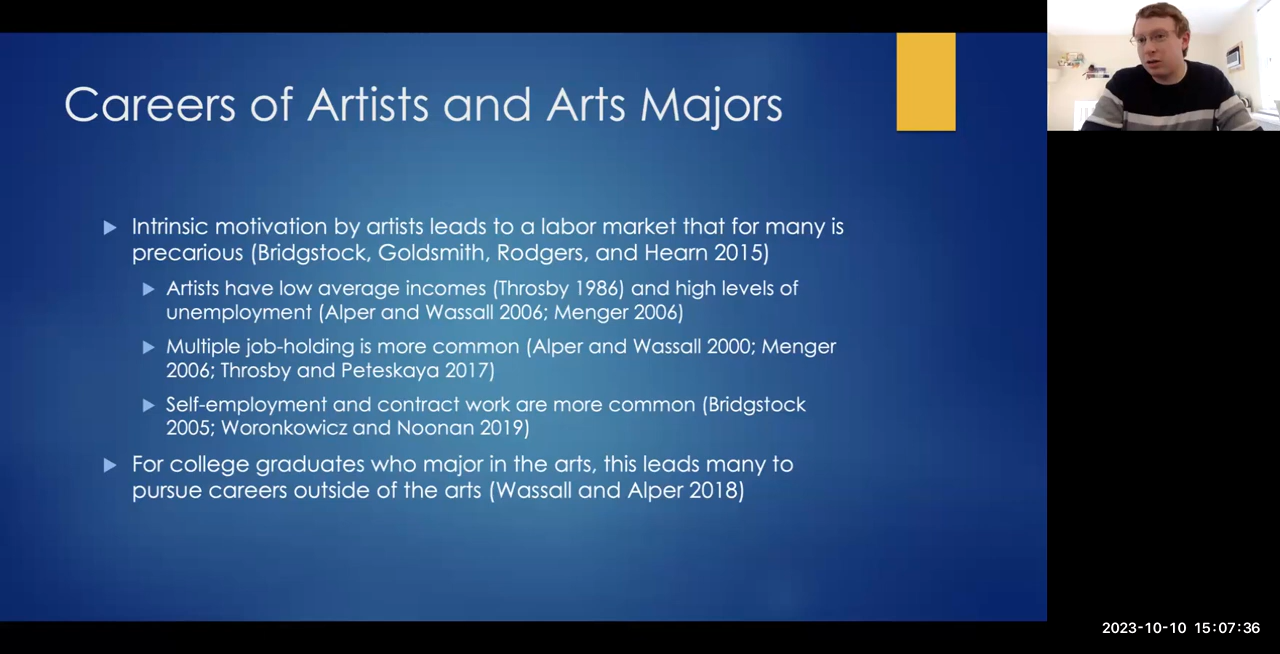 Careers of Artists and Arts Majors
Intrinsic motivation by artists leads to a labor market that for many is
precarious (Bridgstock, Goldsmith, Rodgers, and Hearn 2015)
Artists have low average incomes (Throsby 1986) and high levels of
unemployment (Alper and Wassall 2006; Menger 2006)
Multiple job-holding is more common (Alper and Wassall 2000; Menger
2006; Throsby and Peteskaya 2017)
Self-employment and contract work are more common (Bridgstock
2005; Woronkowicz and Noonan 2019)
For college graduates who major in the arts, this leads many to
pursue careers outside of the arts (Wassall and Alper 2018)
2023-10-10 15:07:36